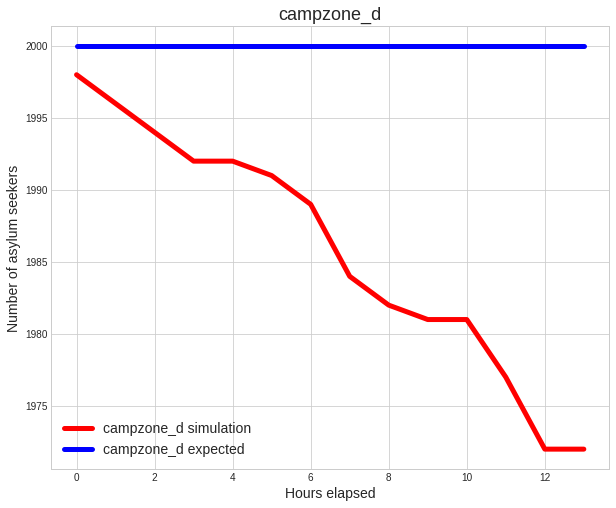 campzone_d
2000
1995
1990
1985
1980
1975
Number of asylum seekers
campzone_d simulation
campzone_d expected
0 2 4 6 8 10 12
Hours elapsed